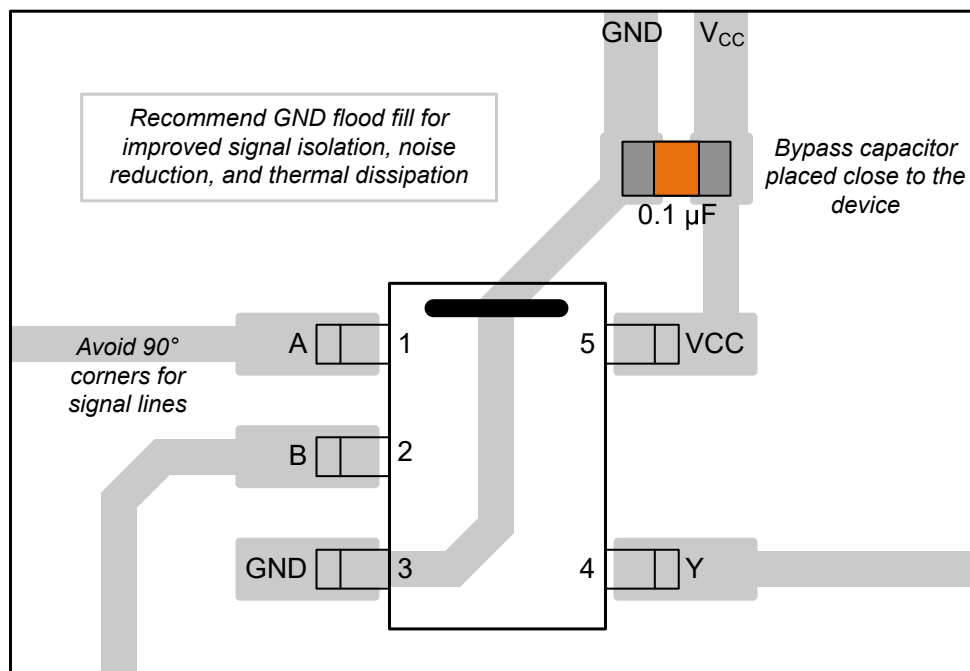 GND VCC
Recommend GND flood fill for
improved signal isolation, noise
reduction, and thermal dissipation
Bypass capacitor
placed close to the
device
0.1 µF
A 1 5 VCC
Avoid 90°
corners for
signal lines
B 2
GND 3 4 Y